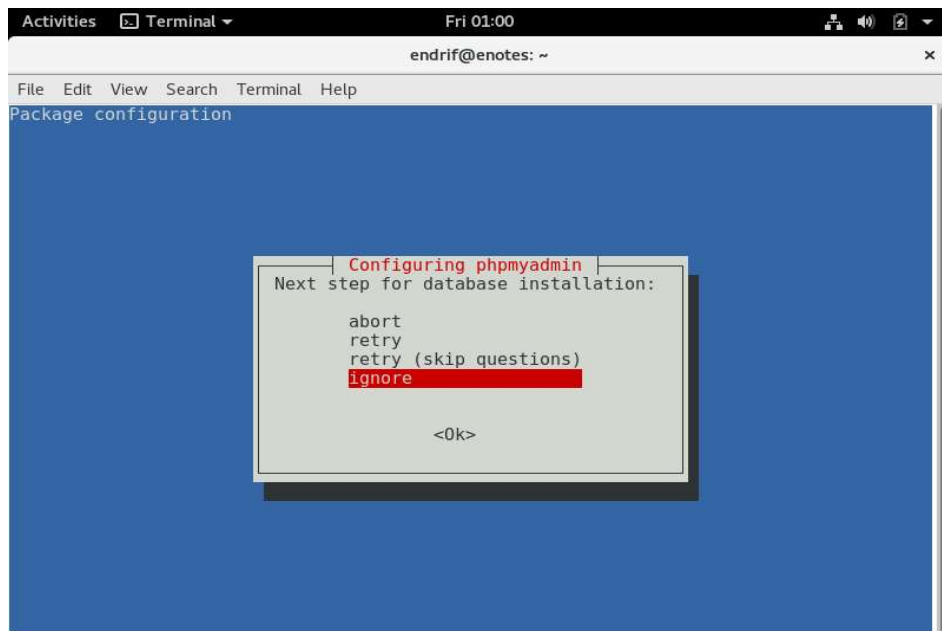 Activities Terminal Fri 01:00
endrif@enotes: ~ ×
File Edit View Search Terminal Help
Package configuration
Configuring phpmyadmin
Next step for database installation:
abort
retry
retry (skip questions)
ignore
<Ok>